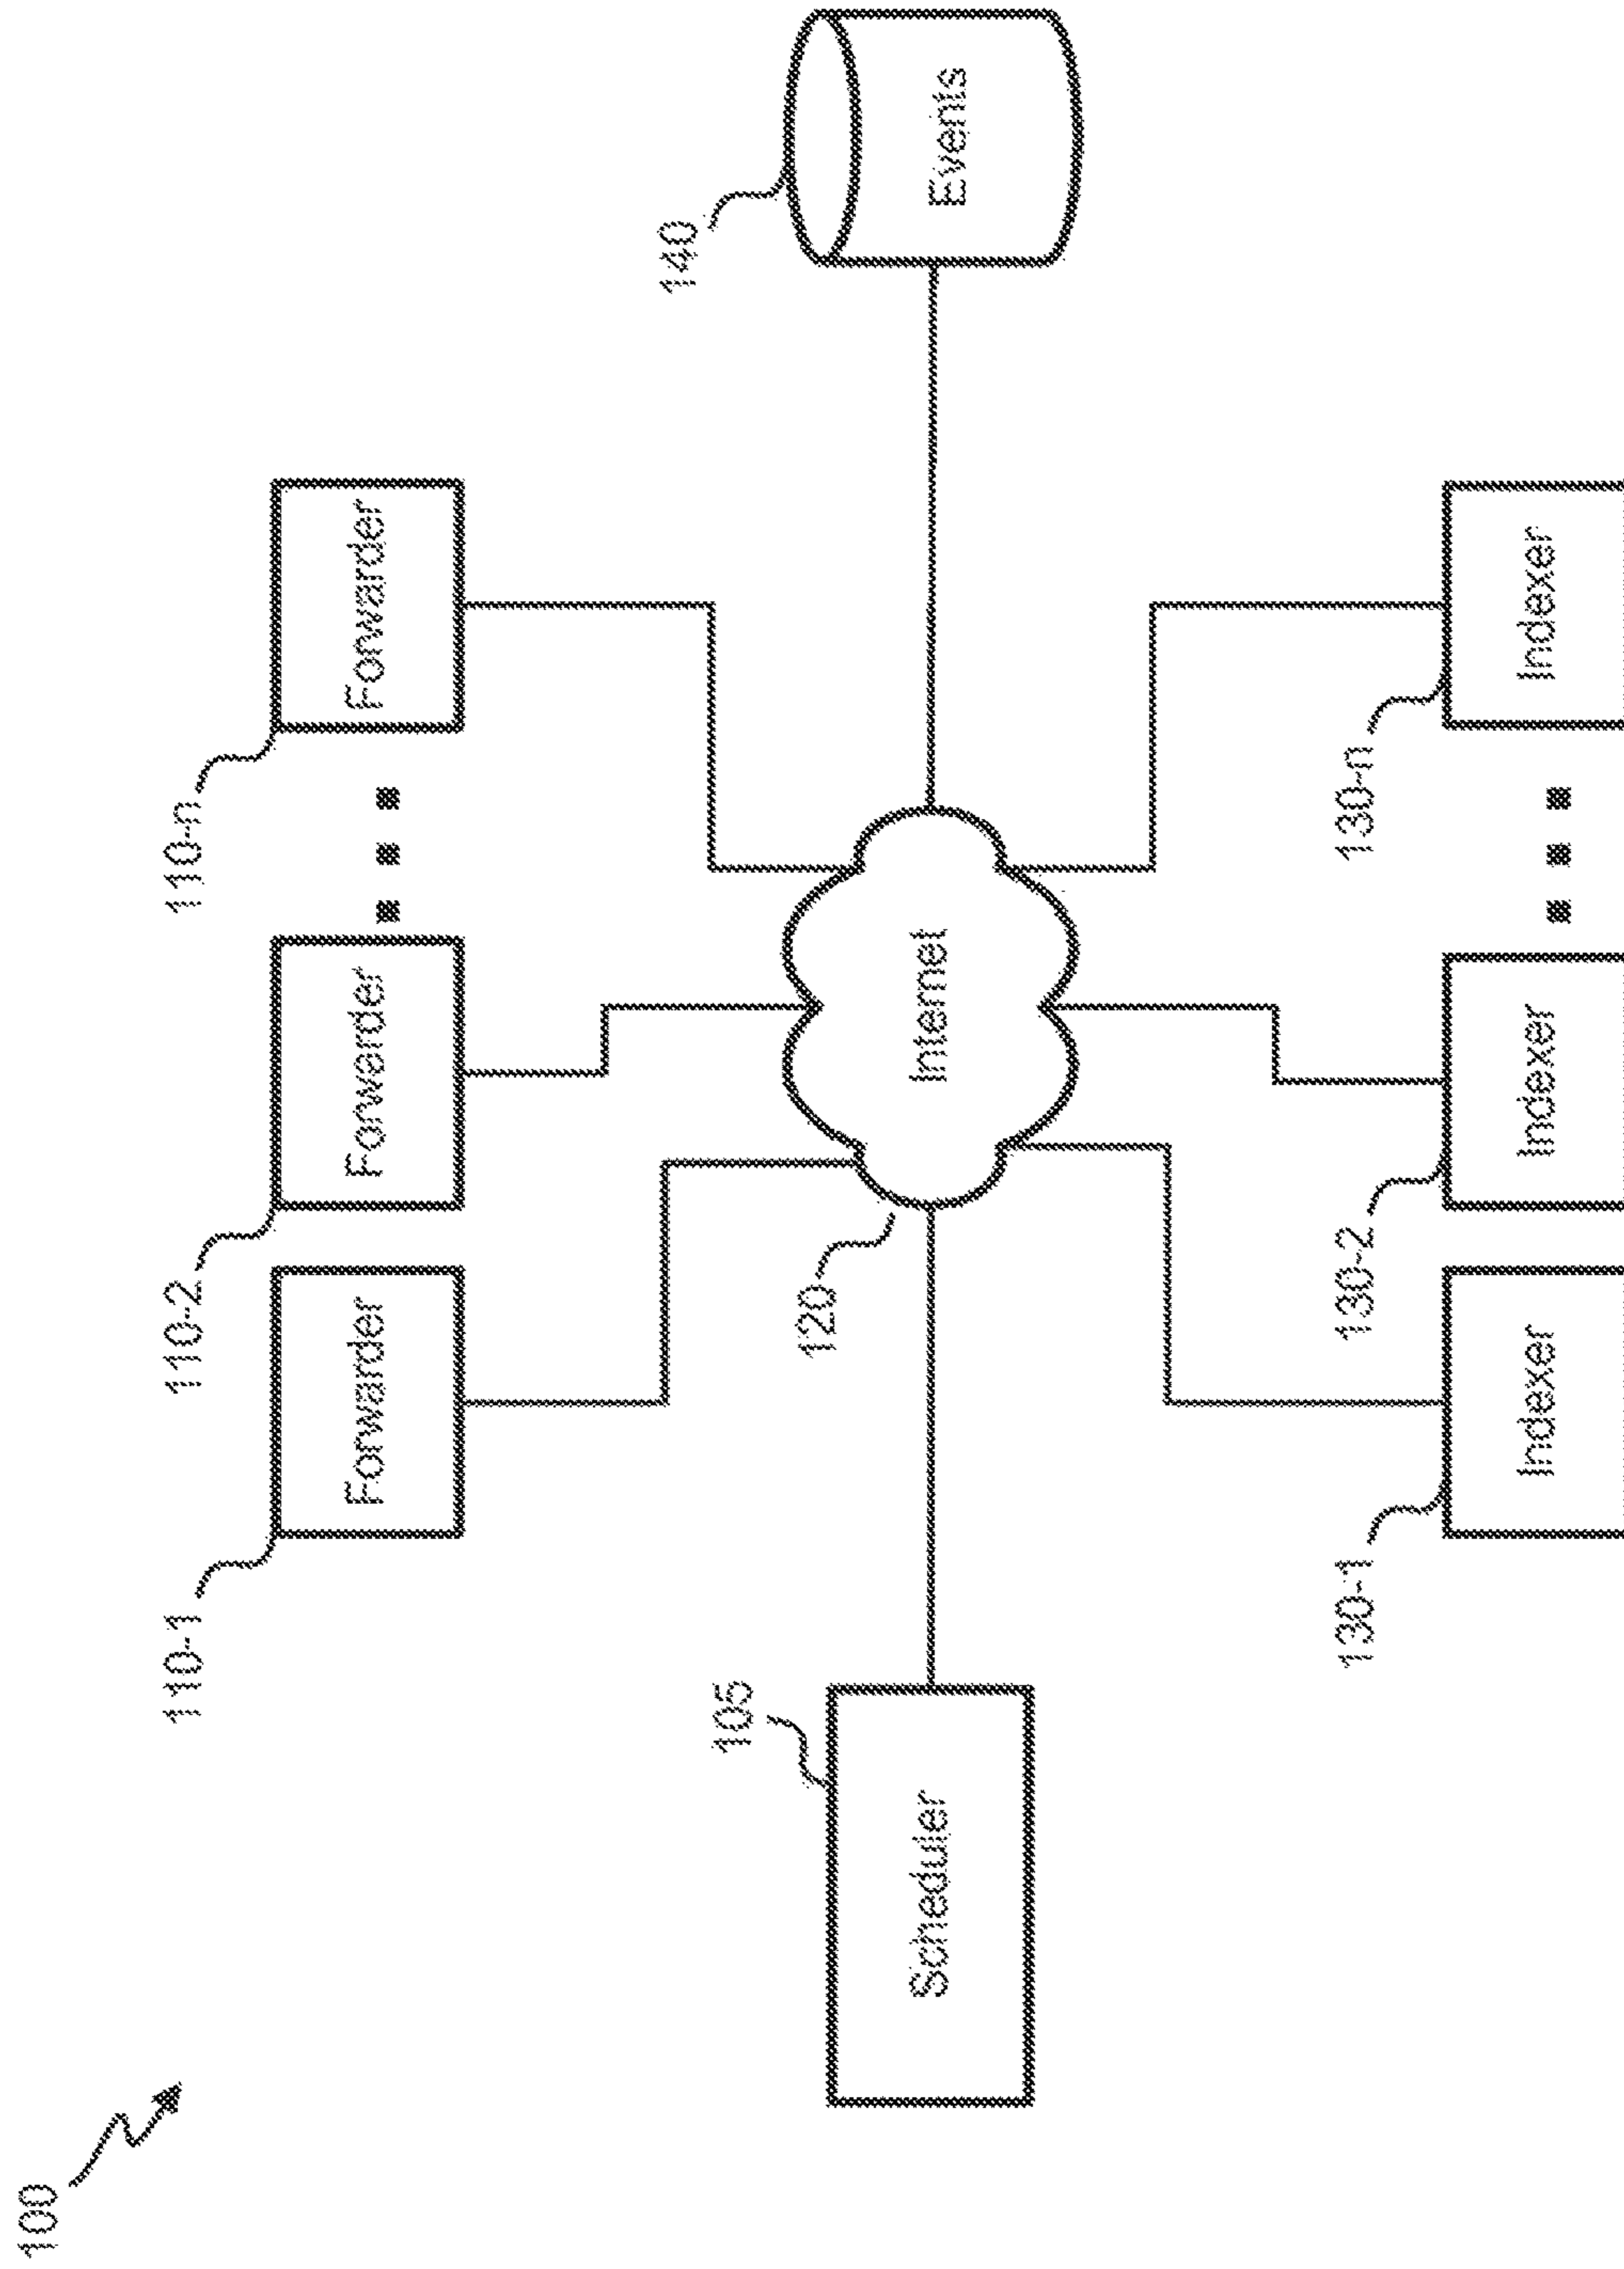 100
110-1
110-2
110-n
Forwarder
Forwerder
Forwarder
140
105
120
Scheduler
Internet
Events
130-1
130-2
130-n
Indexer
Indexer
Indexer